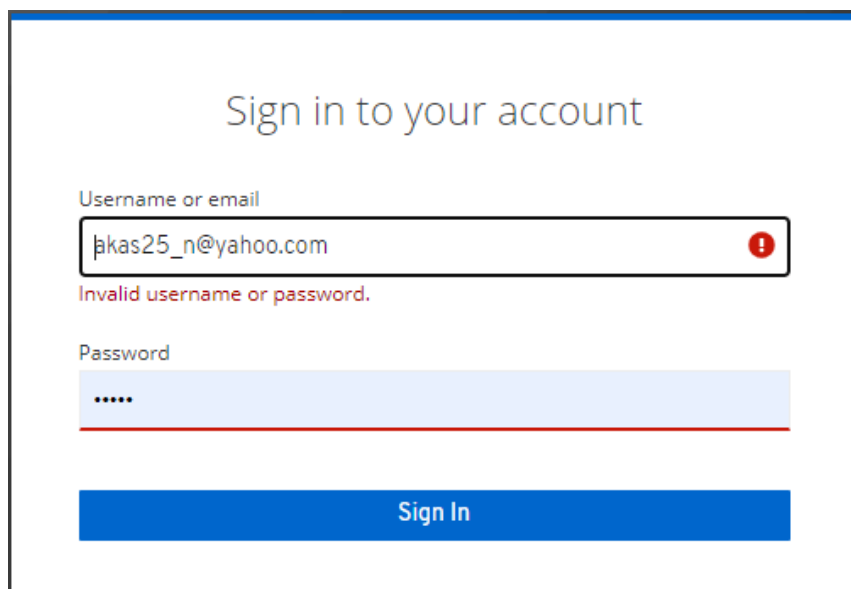 Sign in to your account
Username or email
akas25_n@yahoo.com
Invalid username or password.
Password
•••••
Sign In